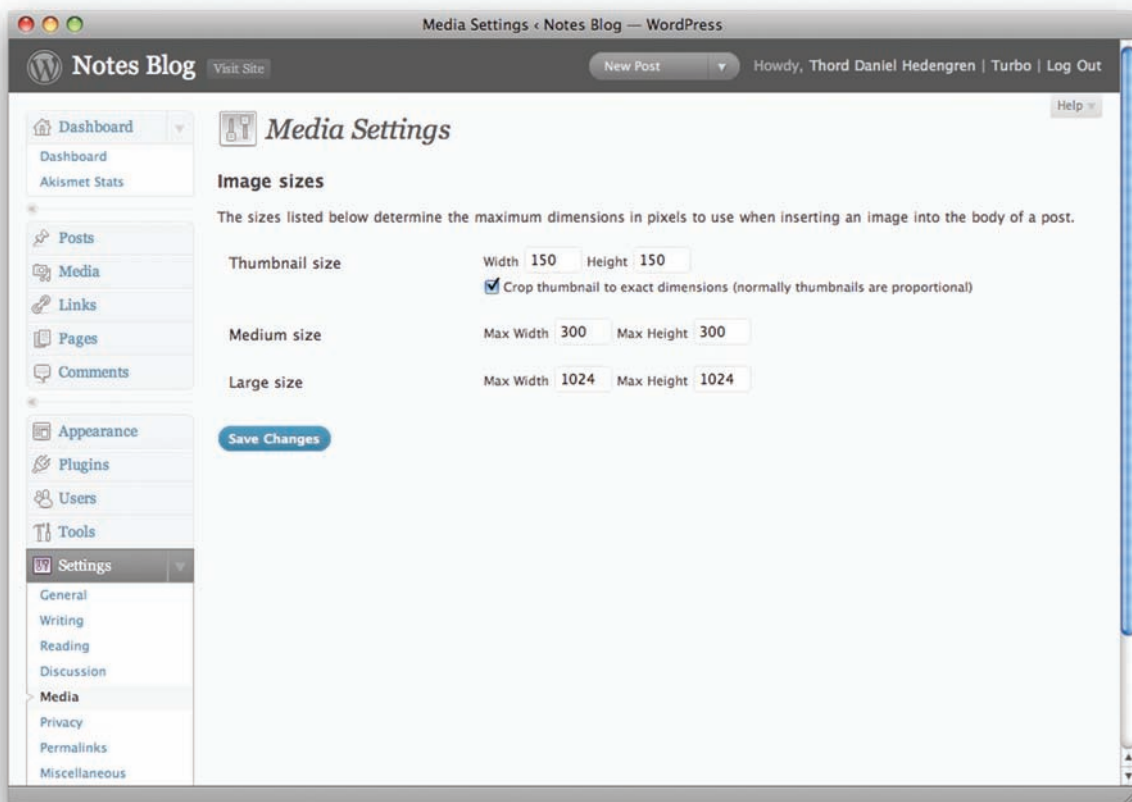 Media Settings ‹ Notes Blog — WordPress
Notes Blog Visit Site New Post Howdy, Thord Daniel Hedengren | Turbo | Log Out
Help
Dashboard
Dashboard
Akismet Stats
Posts
Media
Links
Pages
Comments
Appearance
Plugins
Users
Tools
Settings
General
Writing
Reading
Discussion
Media
Privacy
Permalinks
Miscellaneous
Media Settings
Image sizes
The sizes listed below determine the maximum dimensions in pixels to use when inserting an image into the body of a post.
Thumbnail size Width 150 Height 150
Crop thumbnail to exact dimensions (normally thumbnails are proportional)
Medium size Max Width 300 Max Height 300
Large size Max Width 1024 Max Height 1024
Save Changes